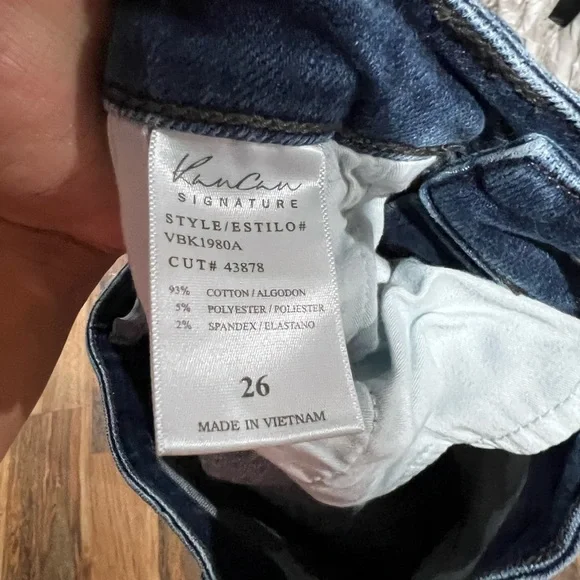 KanCan
SIGNATURE
STYLE/ESTILO#
VBK1980A
CUT# 43878
93% COTTON / ALGODON
5% POLYESTER / POLIESTER
2% SPANDEX / ELASTANO
26
MADE IN VIETNAM